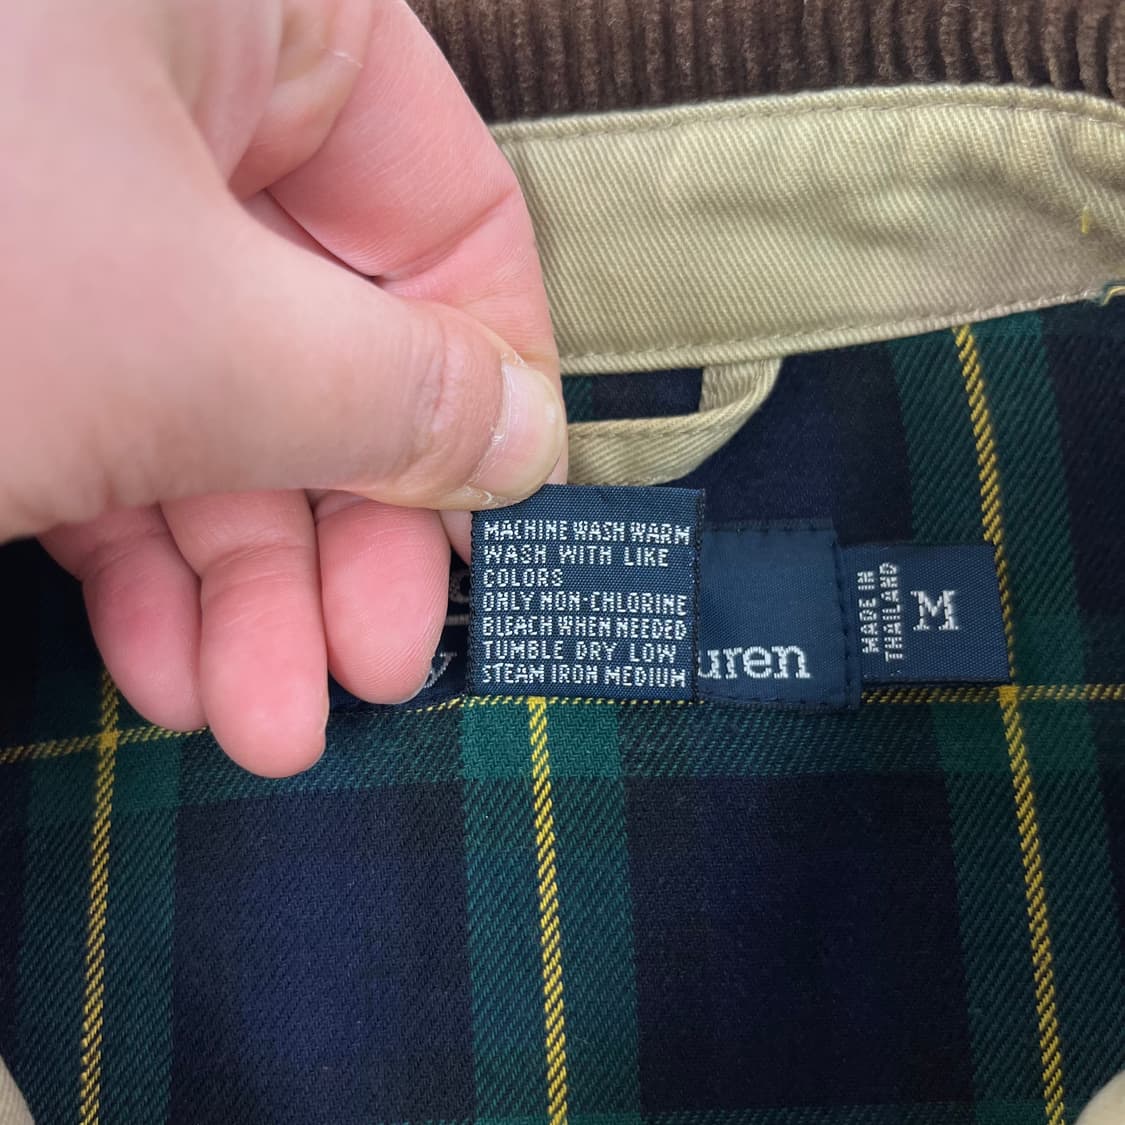 MACHINE WASH WARM
WASH WITH LIKE
COLORS
ONLY NON-CHLORINE
BLEACH WHEN NEEDED
TUMBLE DRY LOW
STEAM IRON MEDIUM
y
uren
MADE IN
THAILAND
M